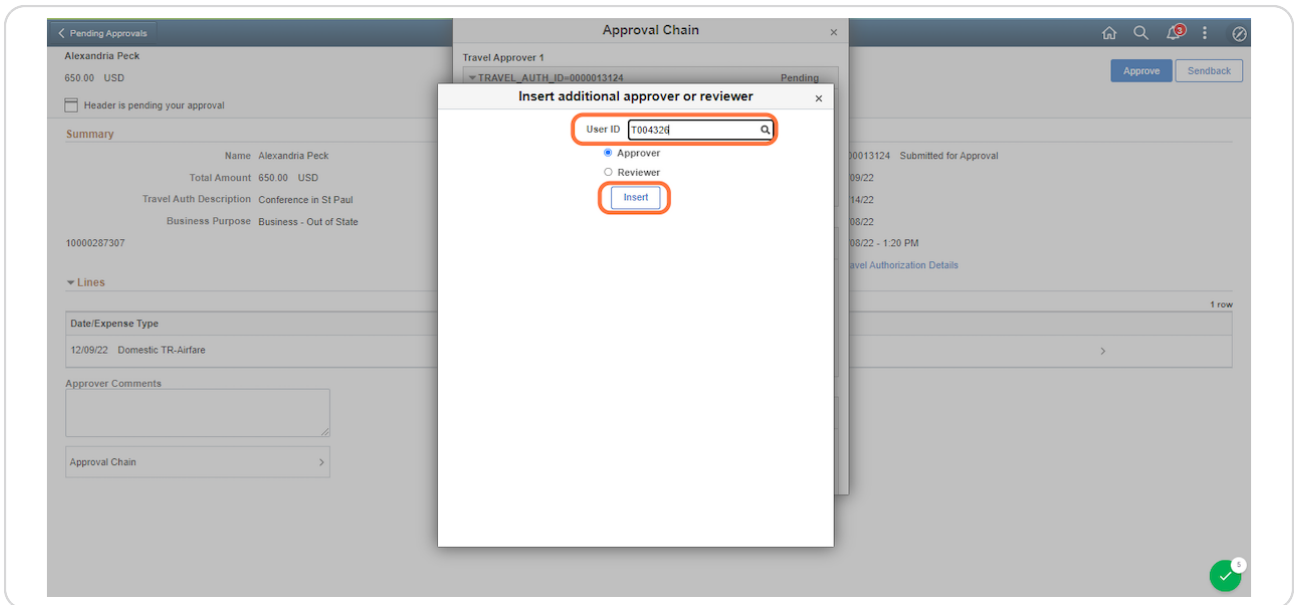 Pending Approvals
Approval Chain
3
Alexandria Peck
650.00 USD
Header is pending your approval
Travel Approver 1
TRAVEL_AUTH_ID=0000013124 Pending
Approve Sendback
Insert additional approver or reviewer
User ID T004326
Approver
Reviewer
Insert
Summary
Name Alexandria Peck
Total Amount 650.00 USD
Travel Auth Description Conference in St Paul
Business Purpose Business - Out of State
10000287307
00013124 Submitted for Approval
09/22
14/22
08/22
08/22 - 1:20 PM
avel Authorization Details
Lines
1 row
Date/Expense Type
12/09/22 Domestic TR-Airfare
Approver Comments
Approval Chain
5